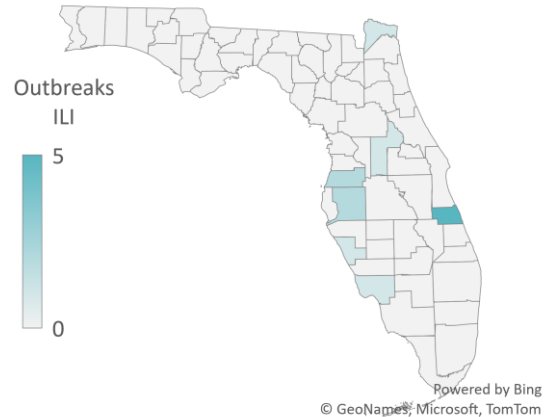 Outbreaks
ILI
5
0
Powered by Bing
© GeoNames, Microsoft, TomTom